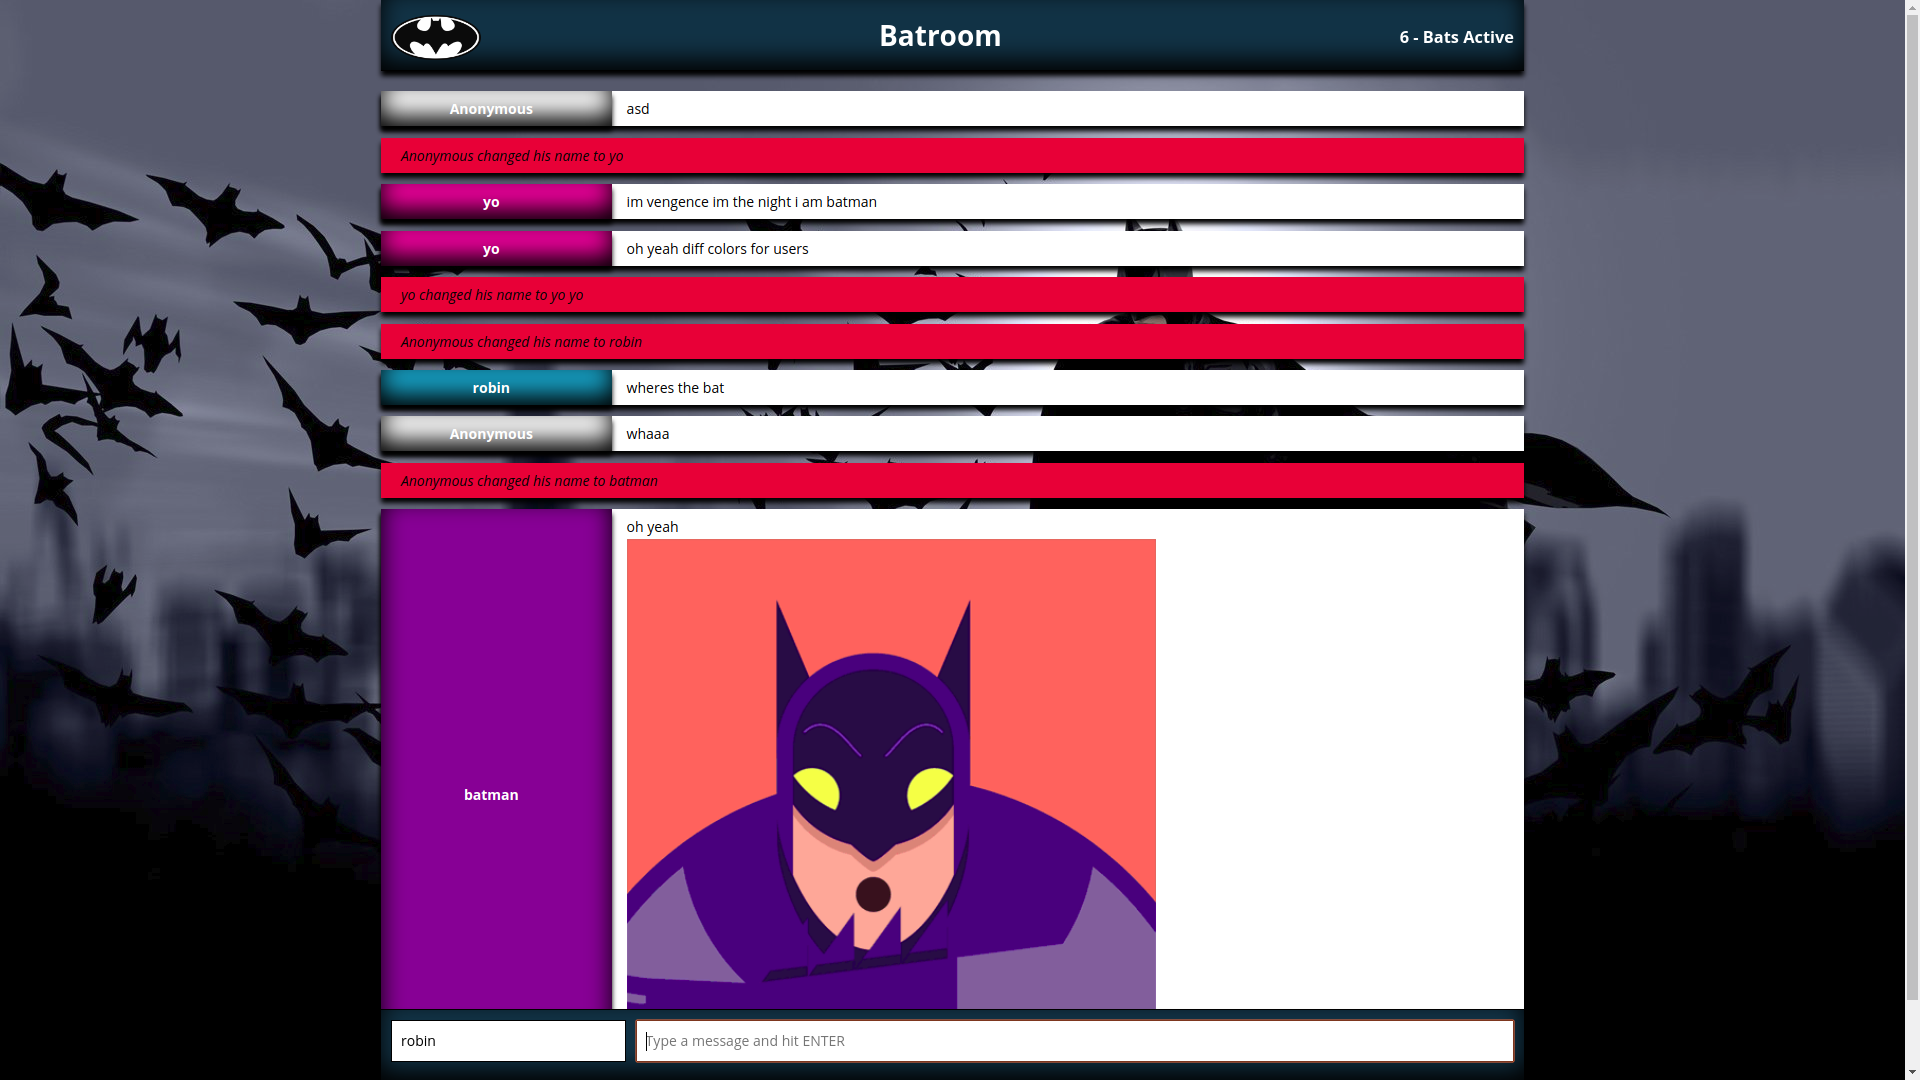 Batroom
6 - Bats Active
Anonymous asd
Anonymous changed his name to yo
yo im vengence im the night i am batman
yo oh yeah diff colors for users
yo changed his name to yo yo
Anonymous changed his name to robin
robin wheres the bat
Anonymous whaaa
Anonymous changed his name to batman
oh yeah
batman
robin Type a message and hit ENTER